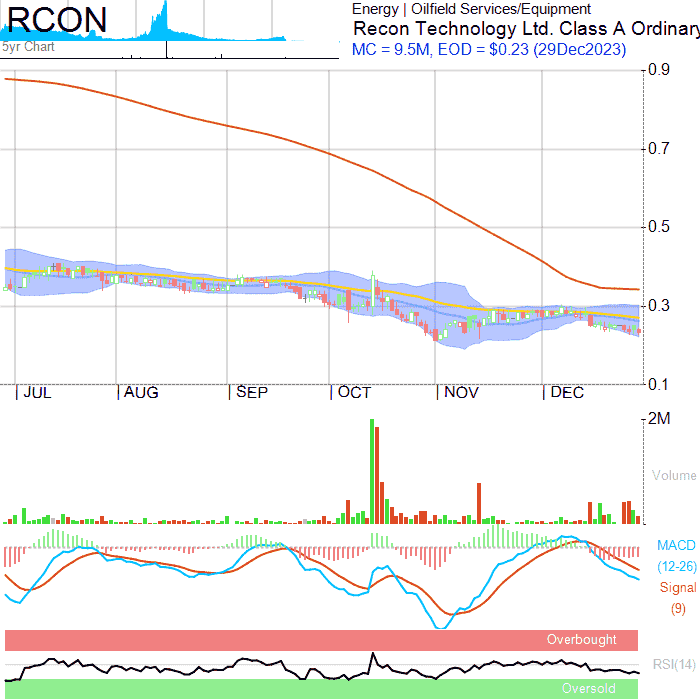 RCON
5yr Chart
Energy | Oilfield Services/Equipment
Recon Technology Ltd. Class A Ordinary
MC = 9.5M, EOD = $0.23 (29Dec2023)
0.9
0.7
0.5
0.3
0.1
| JUL | AUG | SEP | OCT | NOV | DEC
2M
Volume
MACD
(12-26)
Signal
(9)
Overbought
RSI(14)
Oversold